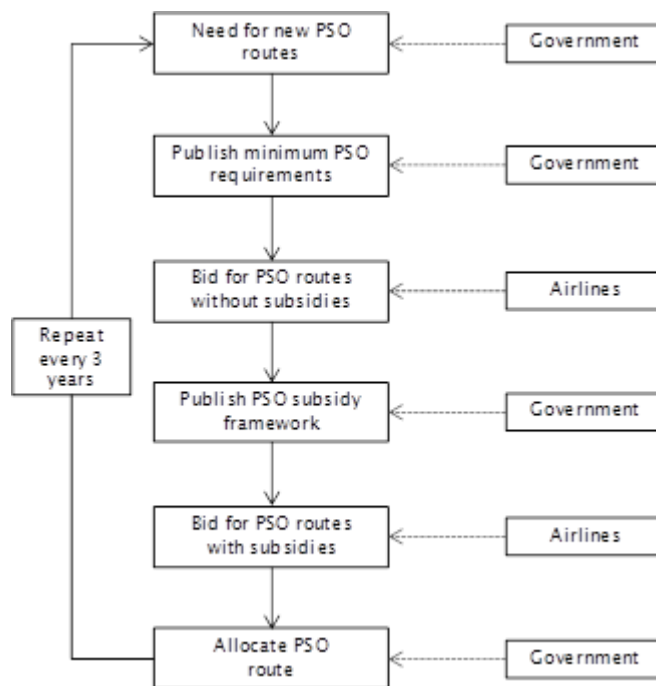 Need for new PSO
routes
Government
Publish minimum PSO
requirements
Government
Bid for PSO routes
without subsidies
Airlines
Repeat
every 3
years
Publish PSO subsidy
framework
Government
Bid for PSO routes
with subsidies
Airlines
Allocate PSO
route
Government